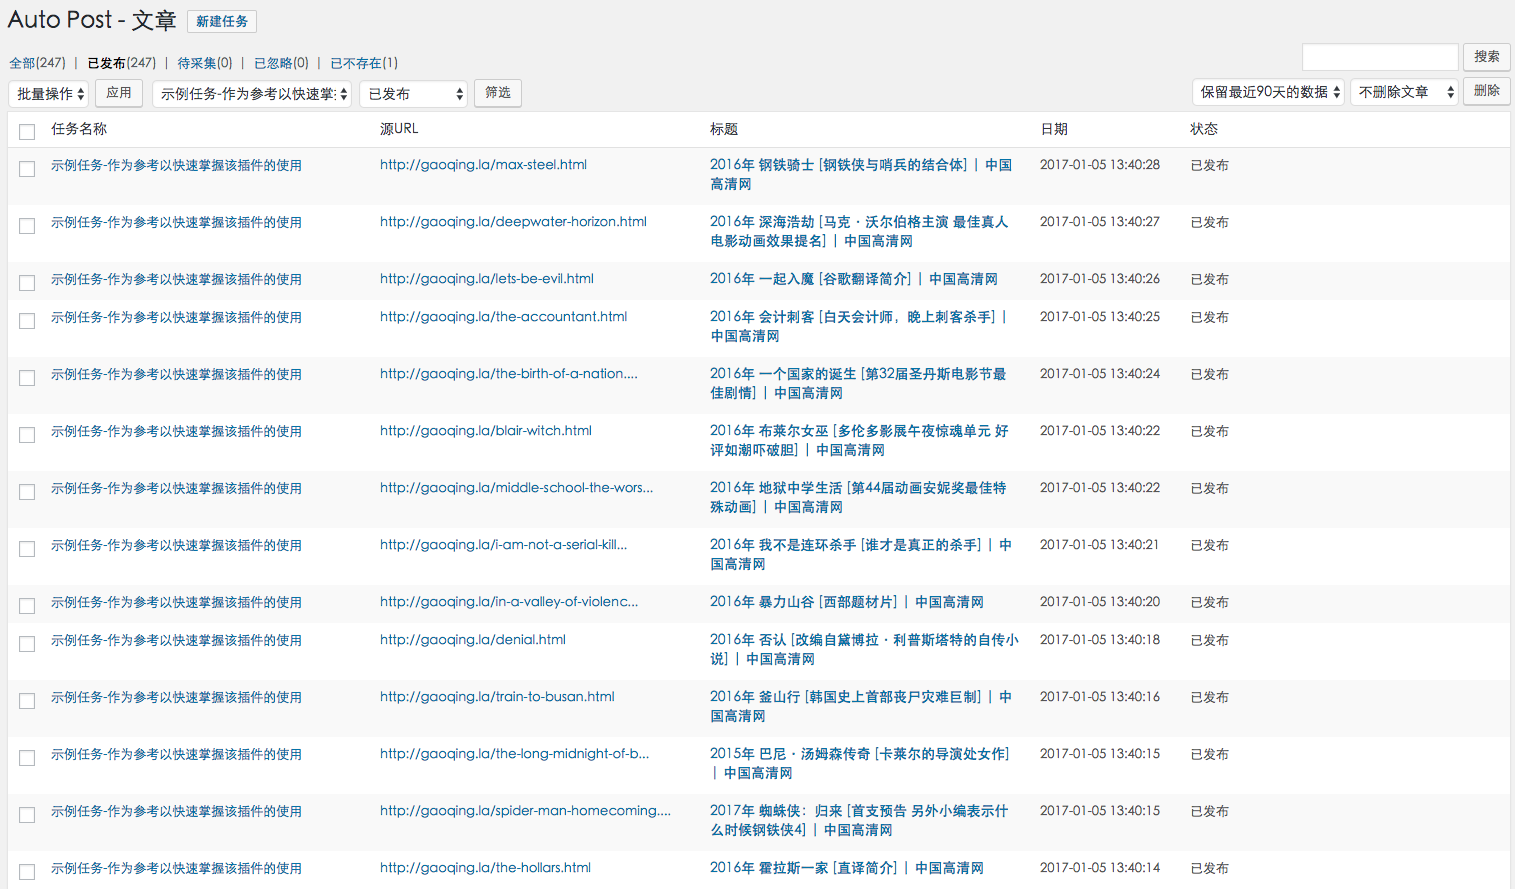 Auto Post - 文章 新建任务
全部(247) | 已发布(247) | 待采集(0) | 已忽略(0) | 已不存在(1) 搜索
批量操作 应用 示例任务-作为参考以快速掌握 已发布 筛选 保留最近90天的数据 不删除文章 删除
任务名称 源URL 标题 日期 状态
示例任务-作为参考以快速掌握该插件的使用 http://gaoqing.la/max-steel.html 2016年 钢铁骑士 [钢铁侠与哨兵的结合体] | 中国 2017-01-05 13:40:28 已发布
高清网
示例任务-作为参考以快速掌握该插件的使用 http://gaoqing.la/deepwater-horizon.html 2016年 深海浩劫 [马克·沃尔伯格主演 最佳真人 2017-01-05 13:40:27 已发布
电影动画效果提名] | 中国高清网
示例任务-作为参考以快速掌握该插件的使用 http://gaoqing.la/lets-be-evil.html 2016年 一起入魔 [谷歌翻译简介] | 中国高清网 2017-01-05 13:40:26 已发布
示例任务-作为参考以快速掌握该插件的使用 http://gaoqing.la/the-accountant.html 2016年 会计刺客 [白天会计师，晚上刺客杀手] | 2017-01-05 13:40:25 已发布
中国高清网
示例任务-作为参考以快速掌握该插件的使用 http://gaoqing.la/the-birth-of-a-nation.... 2016年 一个国家的诞生 [第32届圣丹斯电影节最 2017-01-05 13:40:24 已发布
佳剧情] | 中国高清网
示例任务-作为参考以快速掌握该插件的使用 http://gaoqing.la/blair-witch.html 2016年 布莱尔女巫 [多伦多影展午夜惊魂单元 好 2017-01-05 13:40:22 已发布
评如潮吓破胆] | 中国高清网
示例任务-作为参考以快速掌握该插件的使用 http://gaoqing.la/middle-school-the-wors... 2016年 地狱中学生活 [第44届动画安妮奖最佳特 2017-01-05 13:40:22 已发布
殊动画] | 中国高清网
示例任务-作为参考以快速掌握该插件的使用 http://gaoqing.la/i-am-not-a-serial-kill... 2016年 我不是连环杀手 [谁才是真正的杀手] | 中 2017-01-05 13:40:21 已发布
国高清网
示例任务-作为参考以快速掌握该插件的使用 http://gaoqing.la/in-a-valley-of-violenc... 2016年 暴力山谷 [西部题材片] | 中国高清网 2017-01-05 13:40:20 已发布
示例任务-作为参考以快速掌握该插件的使用 http://gaoqing.la/denial.html 2016年 否认 [改编自黛博拉·利普斯塔特的自传小 2017-01-05 13:40:18 已发布
说] | 中国高清网
示例任务-作为参考以快速掌握该插件的使用 http://gaoqing.la/train-to-busan.html 2016年 釜山行 [韩国史上首部丧尸灾难巨制] | 中 2017-01-05 13:40:16 已发布
国高清网
示例任务-作为参考以快速掌握该插件的使用 http://gaoqing.la/the-long-midnight-of-b... 2015年 巴尼·汤姆森传奇 [卡莱尔的导演处女作] 2017-01-05 13:40:15 已发布
| 中国高清网
示例任务-作为参考以快速掌握该插件的使用 http://gaoqing.la/spider-man-homecoming.... 2017年 蜘蛛侠：归来 [首支预告 另外小编表示什 2017-01-05 13:40:15 已发布
么时候钢铁侠4] | 中国高清网
示例任务-作为参考以快速掌握该插件的使用 http://gaoqing.la/the-hollars.html 2016年 霍拉斯一家 [直译简介] | 中国高清网 2017-01-05 13:40:14 已发布